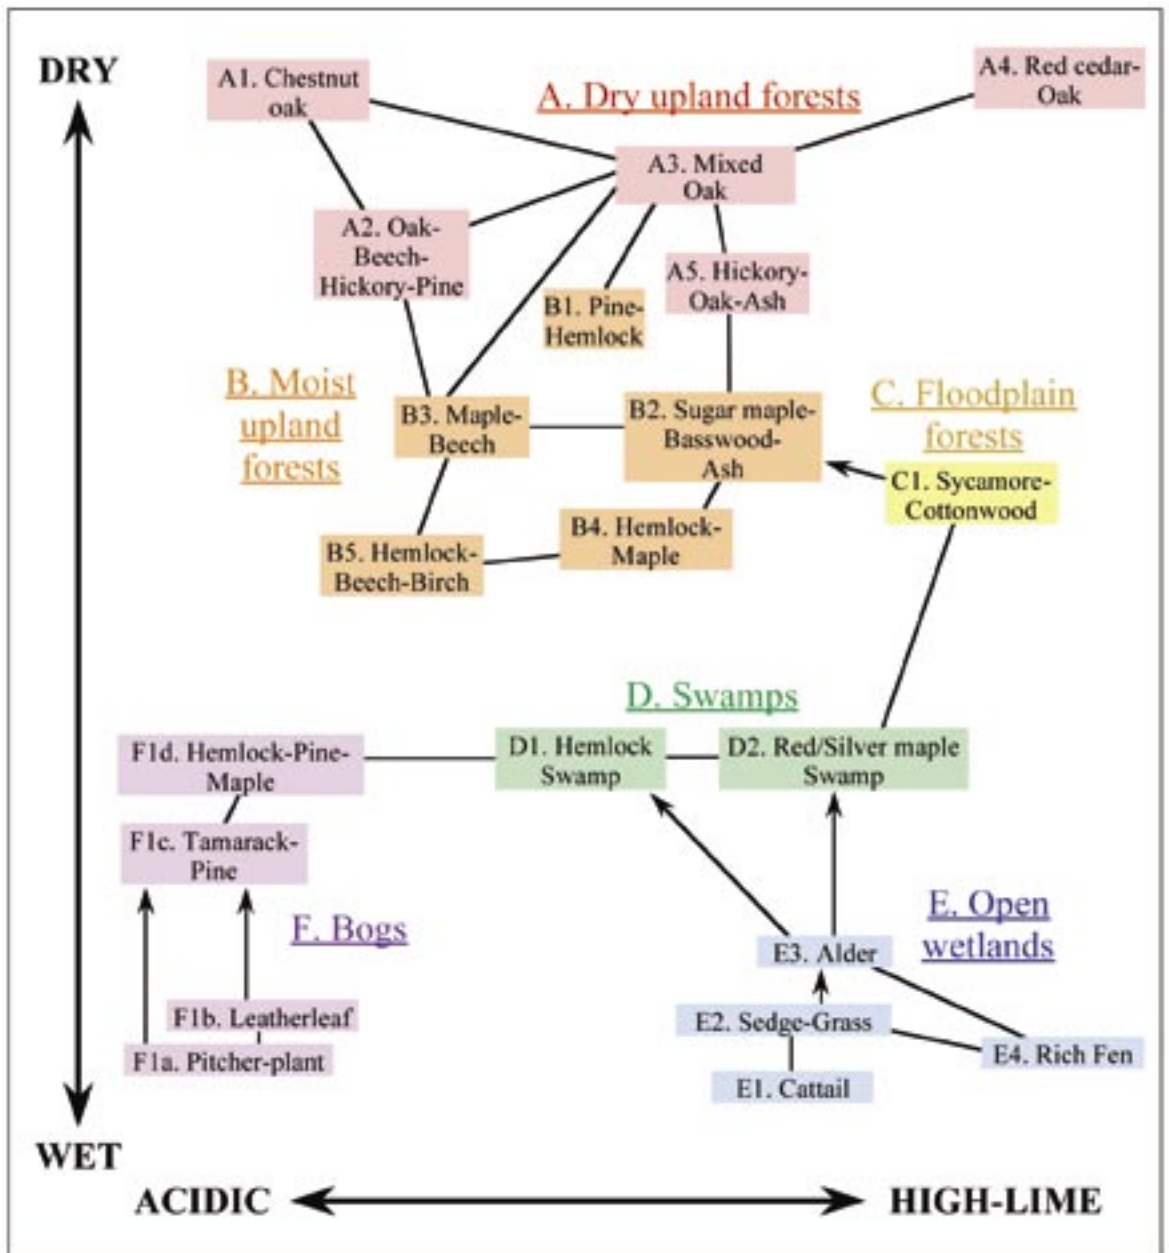 DRY
A1. Chestnut
oak
A. Dry upland forests
A4. Red cedar-
Oak
A3. Mixed
Oak
A2. Oak-
Beech-
Hickory-Pine
A5. Hickory-
Oak-Ash
B1. Pine-
Hemlock
B. Moist
upland
forests
B3. Maple-
Beech
B2. Sugar maple-
Basswood-
Ash
C. Floodplain
forests
C1. Sycamore-
Cottonwood
B4. Hemlock-
Maple
B5. Hemlock-
Beech-Birch
D. Swamps
F1d. Hemlock-Pine-
Maple
D1. Hemlock
Swamp
D2. Red/Silver maple
Swamp
F1c. Tamarack-
Pine
F. Bogs
E. Open
wetlands
E3. Alder
F1b. Leatherleaf
F1a. Pitcher-plant
E2. Sedge-Grass
E4. Rich Fen
E1. Cattail
WET
ACIDIC
HIGH-LIME